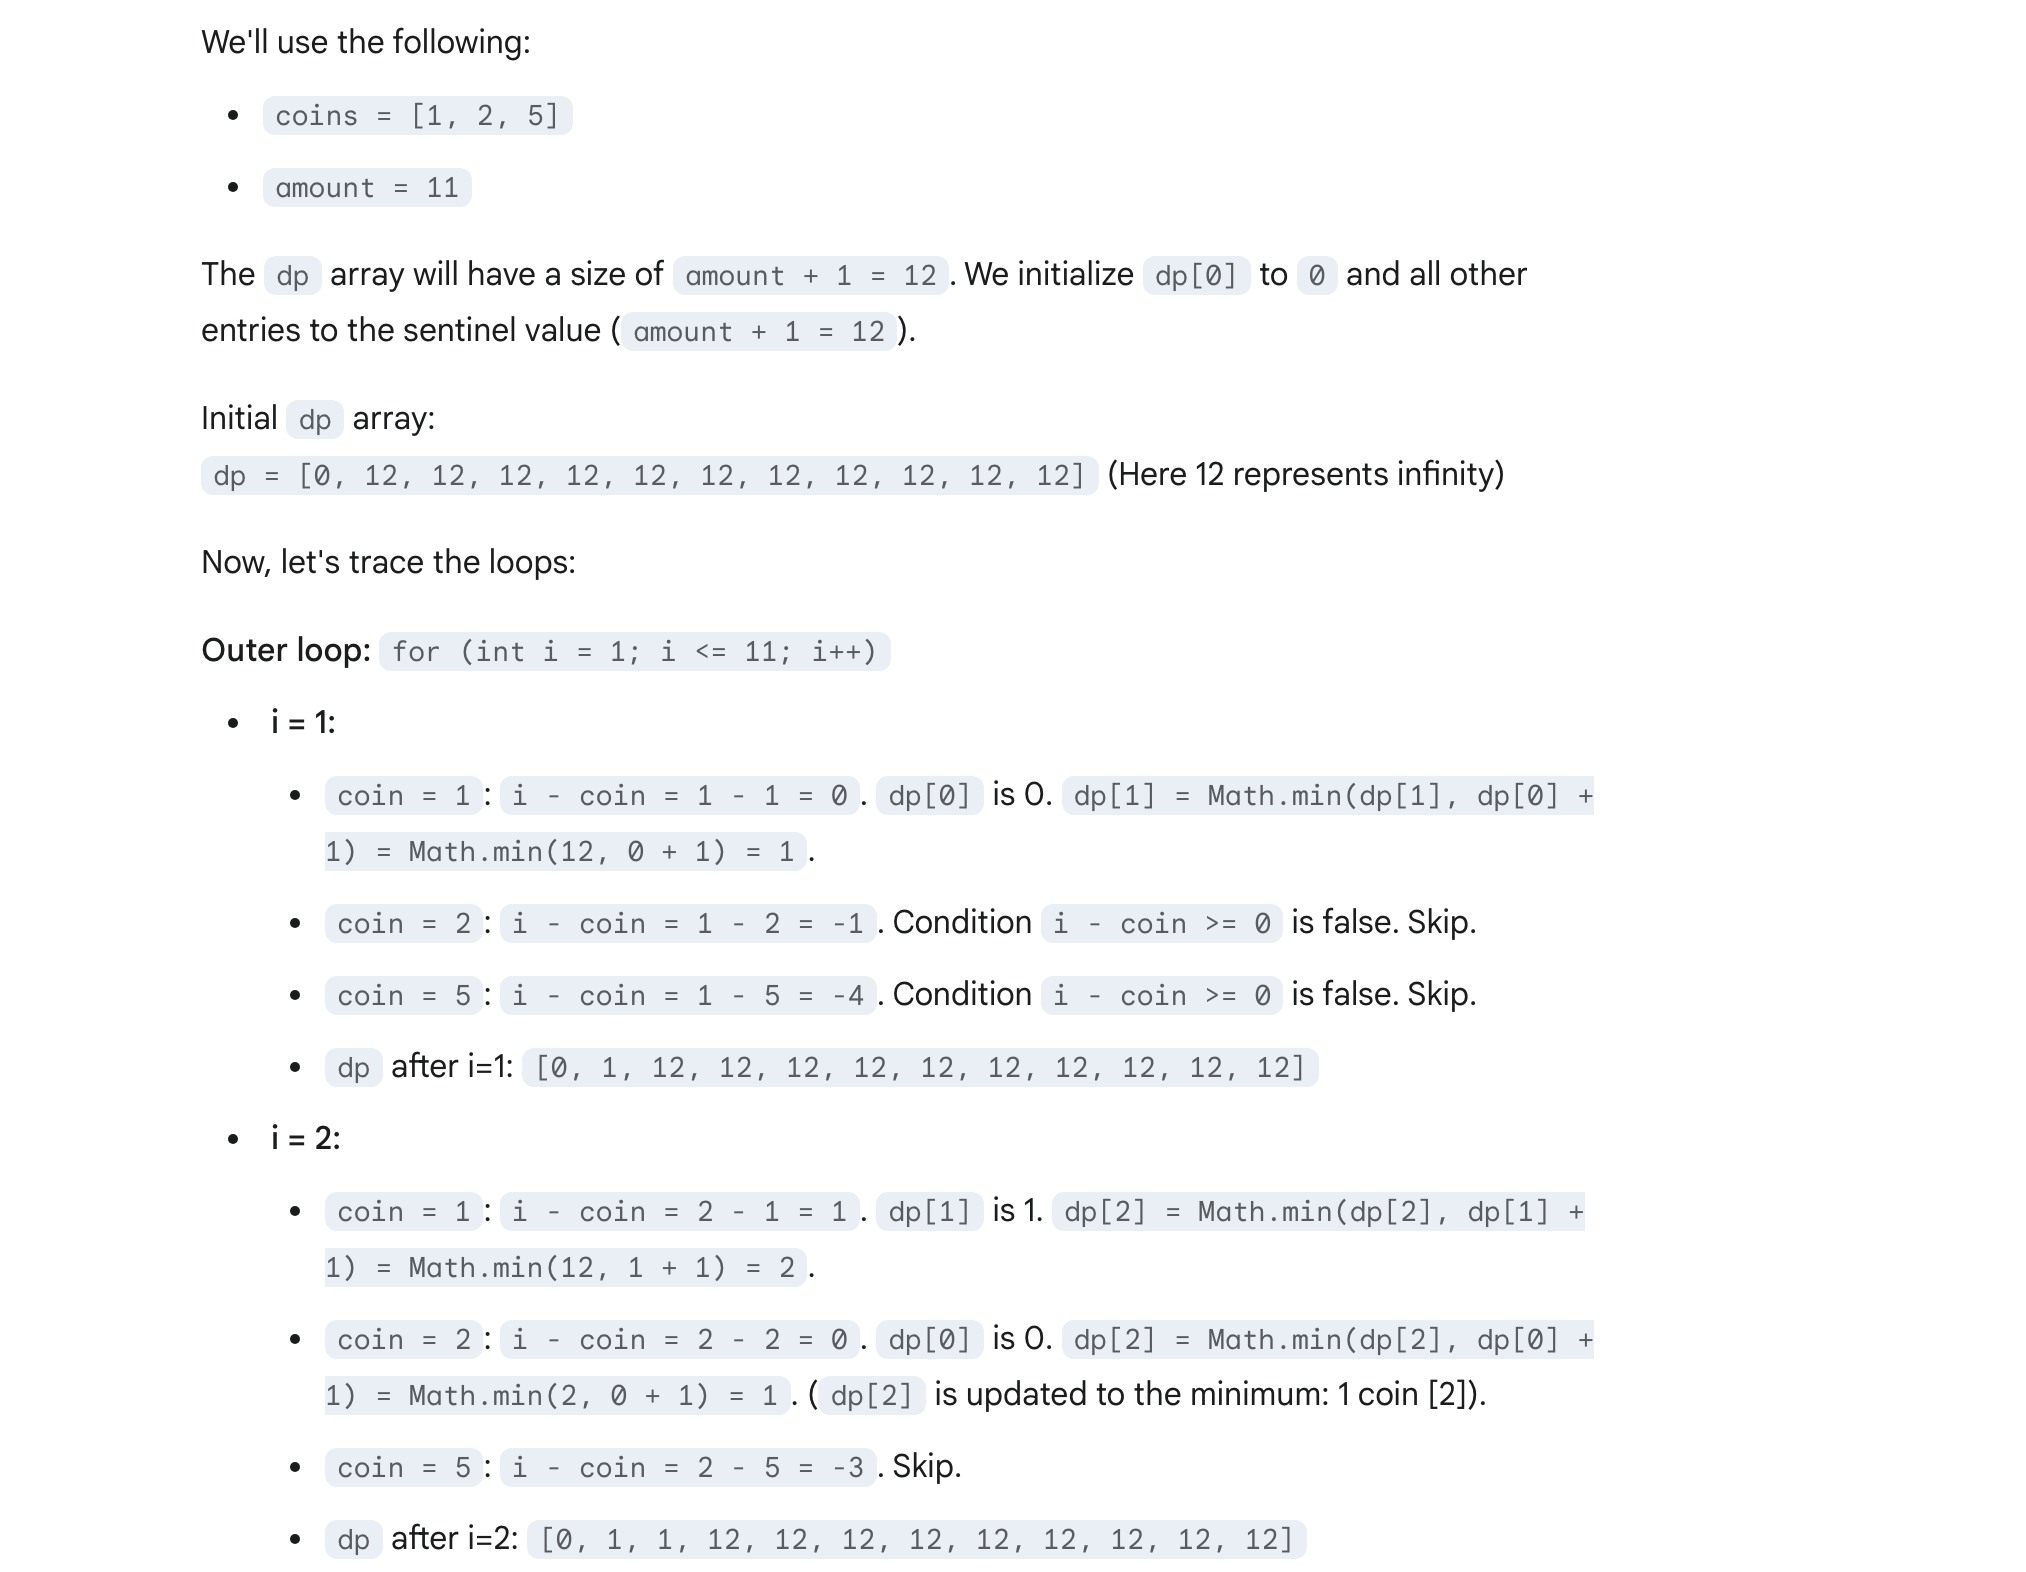 We'll use the following:
• coins = [1, 2, 5]
• amount = 11
The dp array will have a size of amount + 1 = 12. We initialize dp[0] to 0 and all other
entries to the sentinel value (amount + 1 = 12).
Initial dp array:
dp = [0, 12, 12, 12, 12, 12, 12, 12, 12, 12, 12, 12] (Here 12 represents infinity)
Now, let's trace the loops:
Outer loop: for (int i = 1; i <= 11; i++)
• i = 1:
• coin = 1: i - coin = 1 - 1 = 0. dp[0] is 0. dp[1] = Math.min(dp[1], dp[0] +
1) = Math.min(12, 0 + 1) = 1.
• coin = 2: i - coin = 1 - 2 = -1. Condition i - coin >= 0 is false. Skip.
• coin = 5: i - coin = 1 - 5 = -4. Condition i - coin >= 0 is false. Skip.
• dp after i=1: [0, 1, 12, 12, 12, 12, 12, 12, 12, 12, 12, 12]
• i = 2:
• coin = 1: i - coin = 2 - 1 = 1. dp[1] is 1. dp[2] = Math.min(dp[2], dp[1] +
1) = Math.min(12, 1 + 1) = 2.
• coin = 2: i - coin = 2 - 2 = 0. dp[0] is 0. dp[2] = Math.min(dp[2], dp[0] +
1) = Math.min(2, 0 + 1) = 1. (dp[2] is updated to the minimum: 1 coin [2]).
• coin = 5: i - coin = 2 - 5 = -3. Skip.
• dp after i=2: [0, 1, 1, 12, 12, 12, 12, 12, 12, 12, 12, 12]